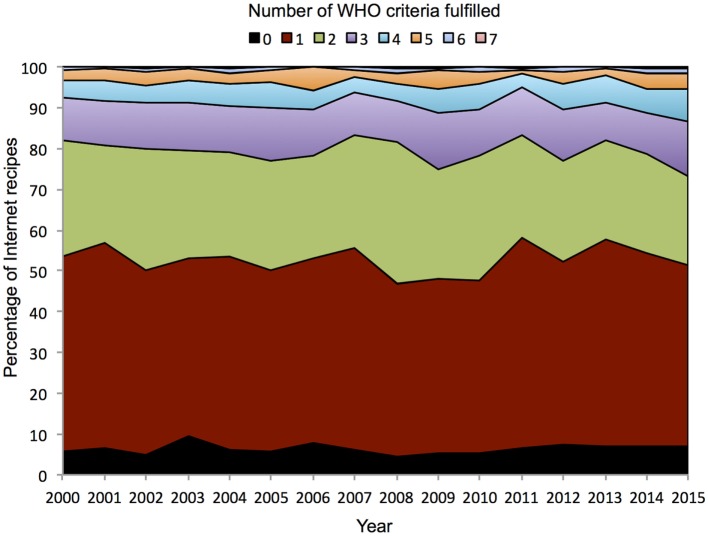 Number of WHO criteria fulfilled
0 1 2 3 4 5 6 7
100
90
80
70
60
50
40
30
20
10
0
Percentage of Internet recipes
2000 2001 2002 2003 2004 2005 2006 2007 2008 2009 2010 2011 2012 2013 2014 2015
Year